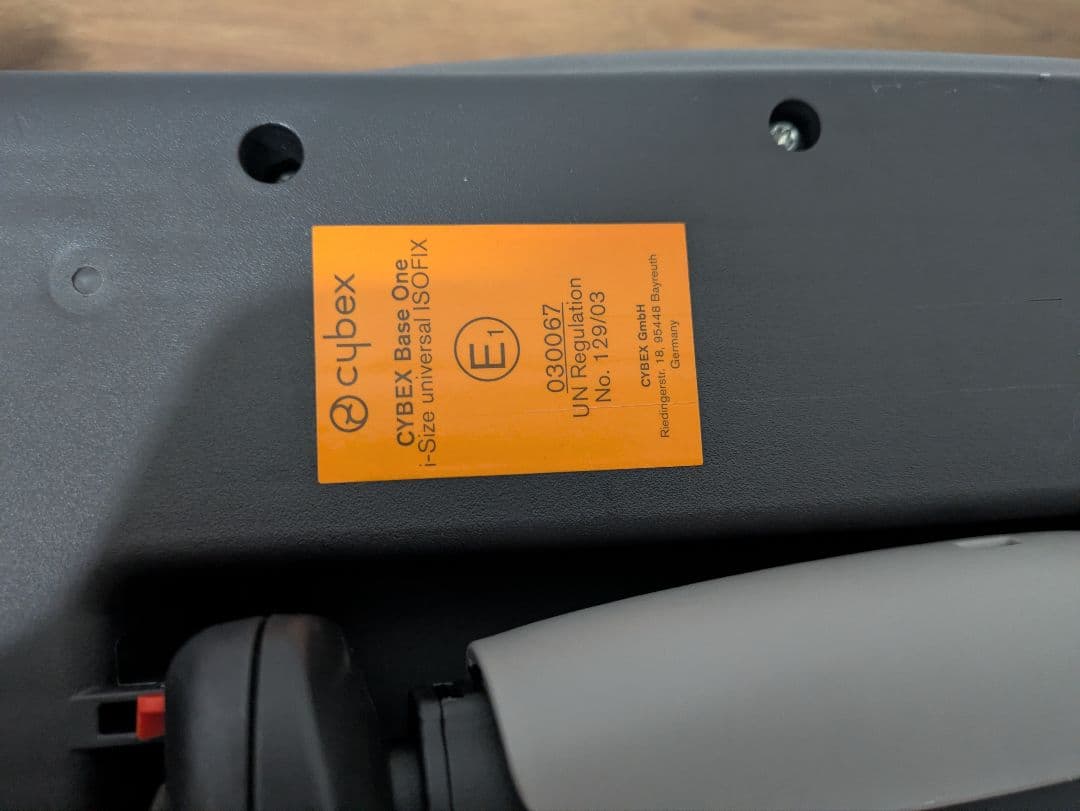 cybex
CYBEX Base One
i-Size universal ISOFIX
E1
030067
UN Regulation
No. 129/03
CYBEX GmbH
Riedingerstr. 18, 95448 Bayreuth
Germany